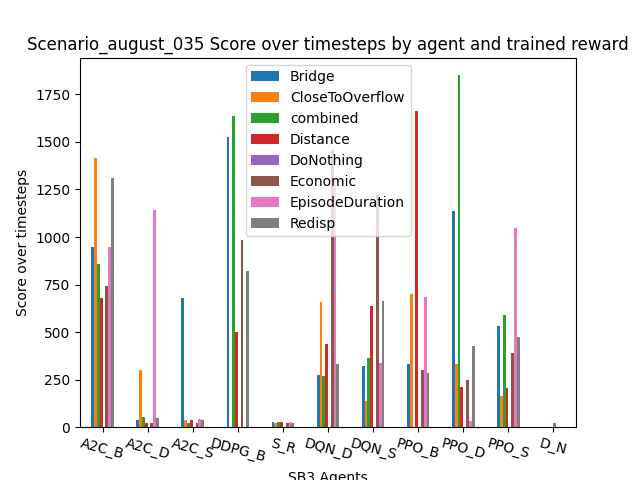 Scenario_august_035 Score over timesteps by agent and trained reward
Score over timesteps
1750
1500
1250
1000
750
500
250
0
Bridge
CloseToOverflow
combined
Distance
DoNothing
Economic
EpisodeDuration
Redisp
A2C_B
A2C_D
A2C_S
DDPG_B
S_R
DQN_D
DQN_S
PPO_B
PPO_D
PPO_S
D_N
SB3 Agents